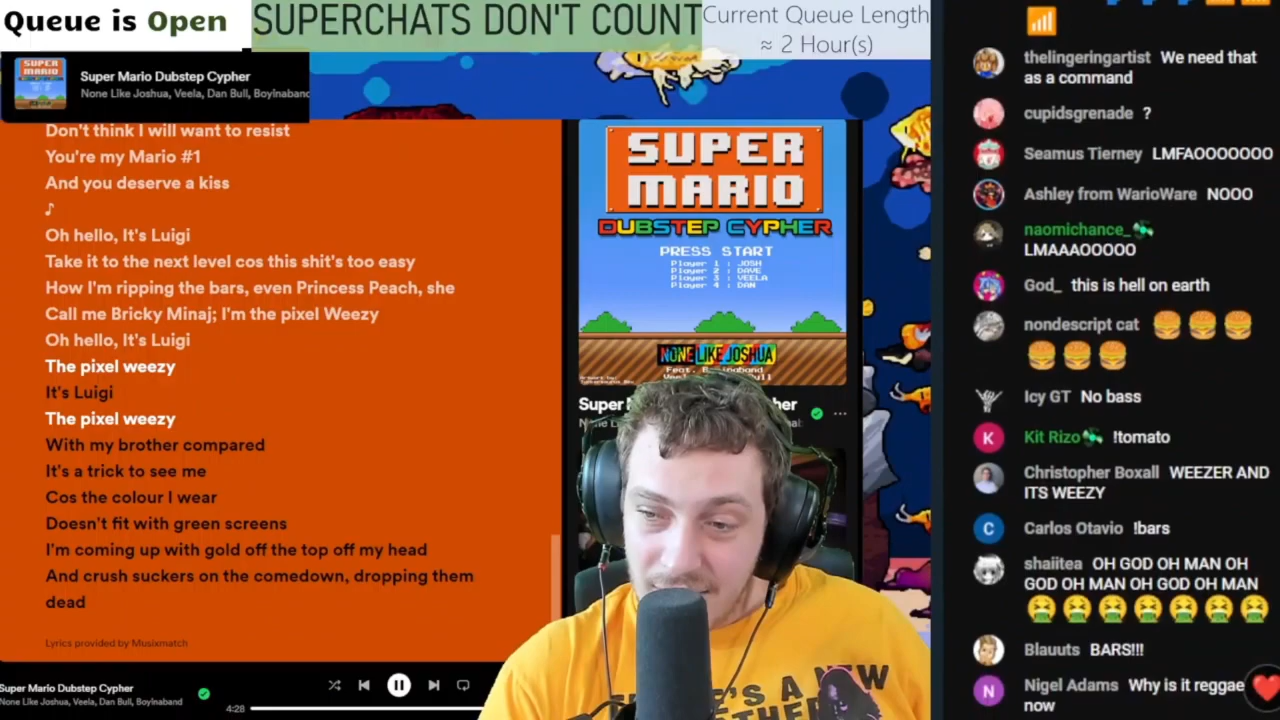 Queue is Open
SUPERCHATS DON'T COUNT
Current Queue Length
≈ 2 Hour(s)
Super Mario Dubstep Cypher
None Like Joshua, Veela, Dan Bull, Boyinaband
Don't think I will want to resist
You're my Mario #1
And you deserve a kiss
♪
Oh hello, It's Luigi
Take it to the next level cos this shit's too easy
How I'm ripping the bars, even Princess Peach, she
Call me Bricky Minaj; I'm the pixel Weezy
Oh hello, It's Luigi
The pixel weezy
It's Luigi
The pixel weezy
With my brother compared
It's a trick to see me
Cos the colour I wear
Doesn't fit with green screens
I'm coming up with gold off the top off my head
And crush suckers on the comedown, dropping them
dead
Lyrics provided by Musixmatch
SUPER
MARIO
DUBSTEP CYPHER
PRESS START
Player 1 : JOSH
Player 2 : DAVE
Player 3 : VEELA
Player 4 : DAN
NONE LIKE JOSHUA
Super
Super Mario Dubstep Cypher
None Like Joshua, Veela, Dan Bull, Boyinaband
4:28
A NEW
thelingeringartist We need that
as a command
cupidsgrenade ?
Seamus Tierney LMFAOOOOOOO
Ashley from WarioWare NOOO
naomichance_
LMAAAOOOOO
God_ this is hell on earth
nondescript cat 🍔🍔🍔
🍔🍔🍔
Icy GT No bass
K Kit Rizo !tomato
Christopher Boxall WEEZER AND
ITS WEEZY
C Carlos Otavio !bars
shaiitea OH GOD OH MAN OH
GOD OH MAN OH GOD OH MAN
🤮🤮🤮🤮🤮🤮🤮
Blauuts BARS!!!
N Nigel Adams Why is it reggae
now